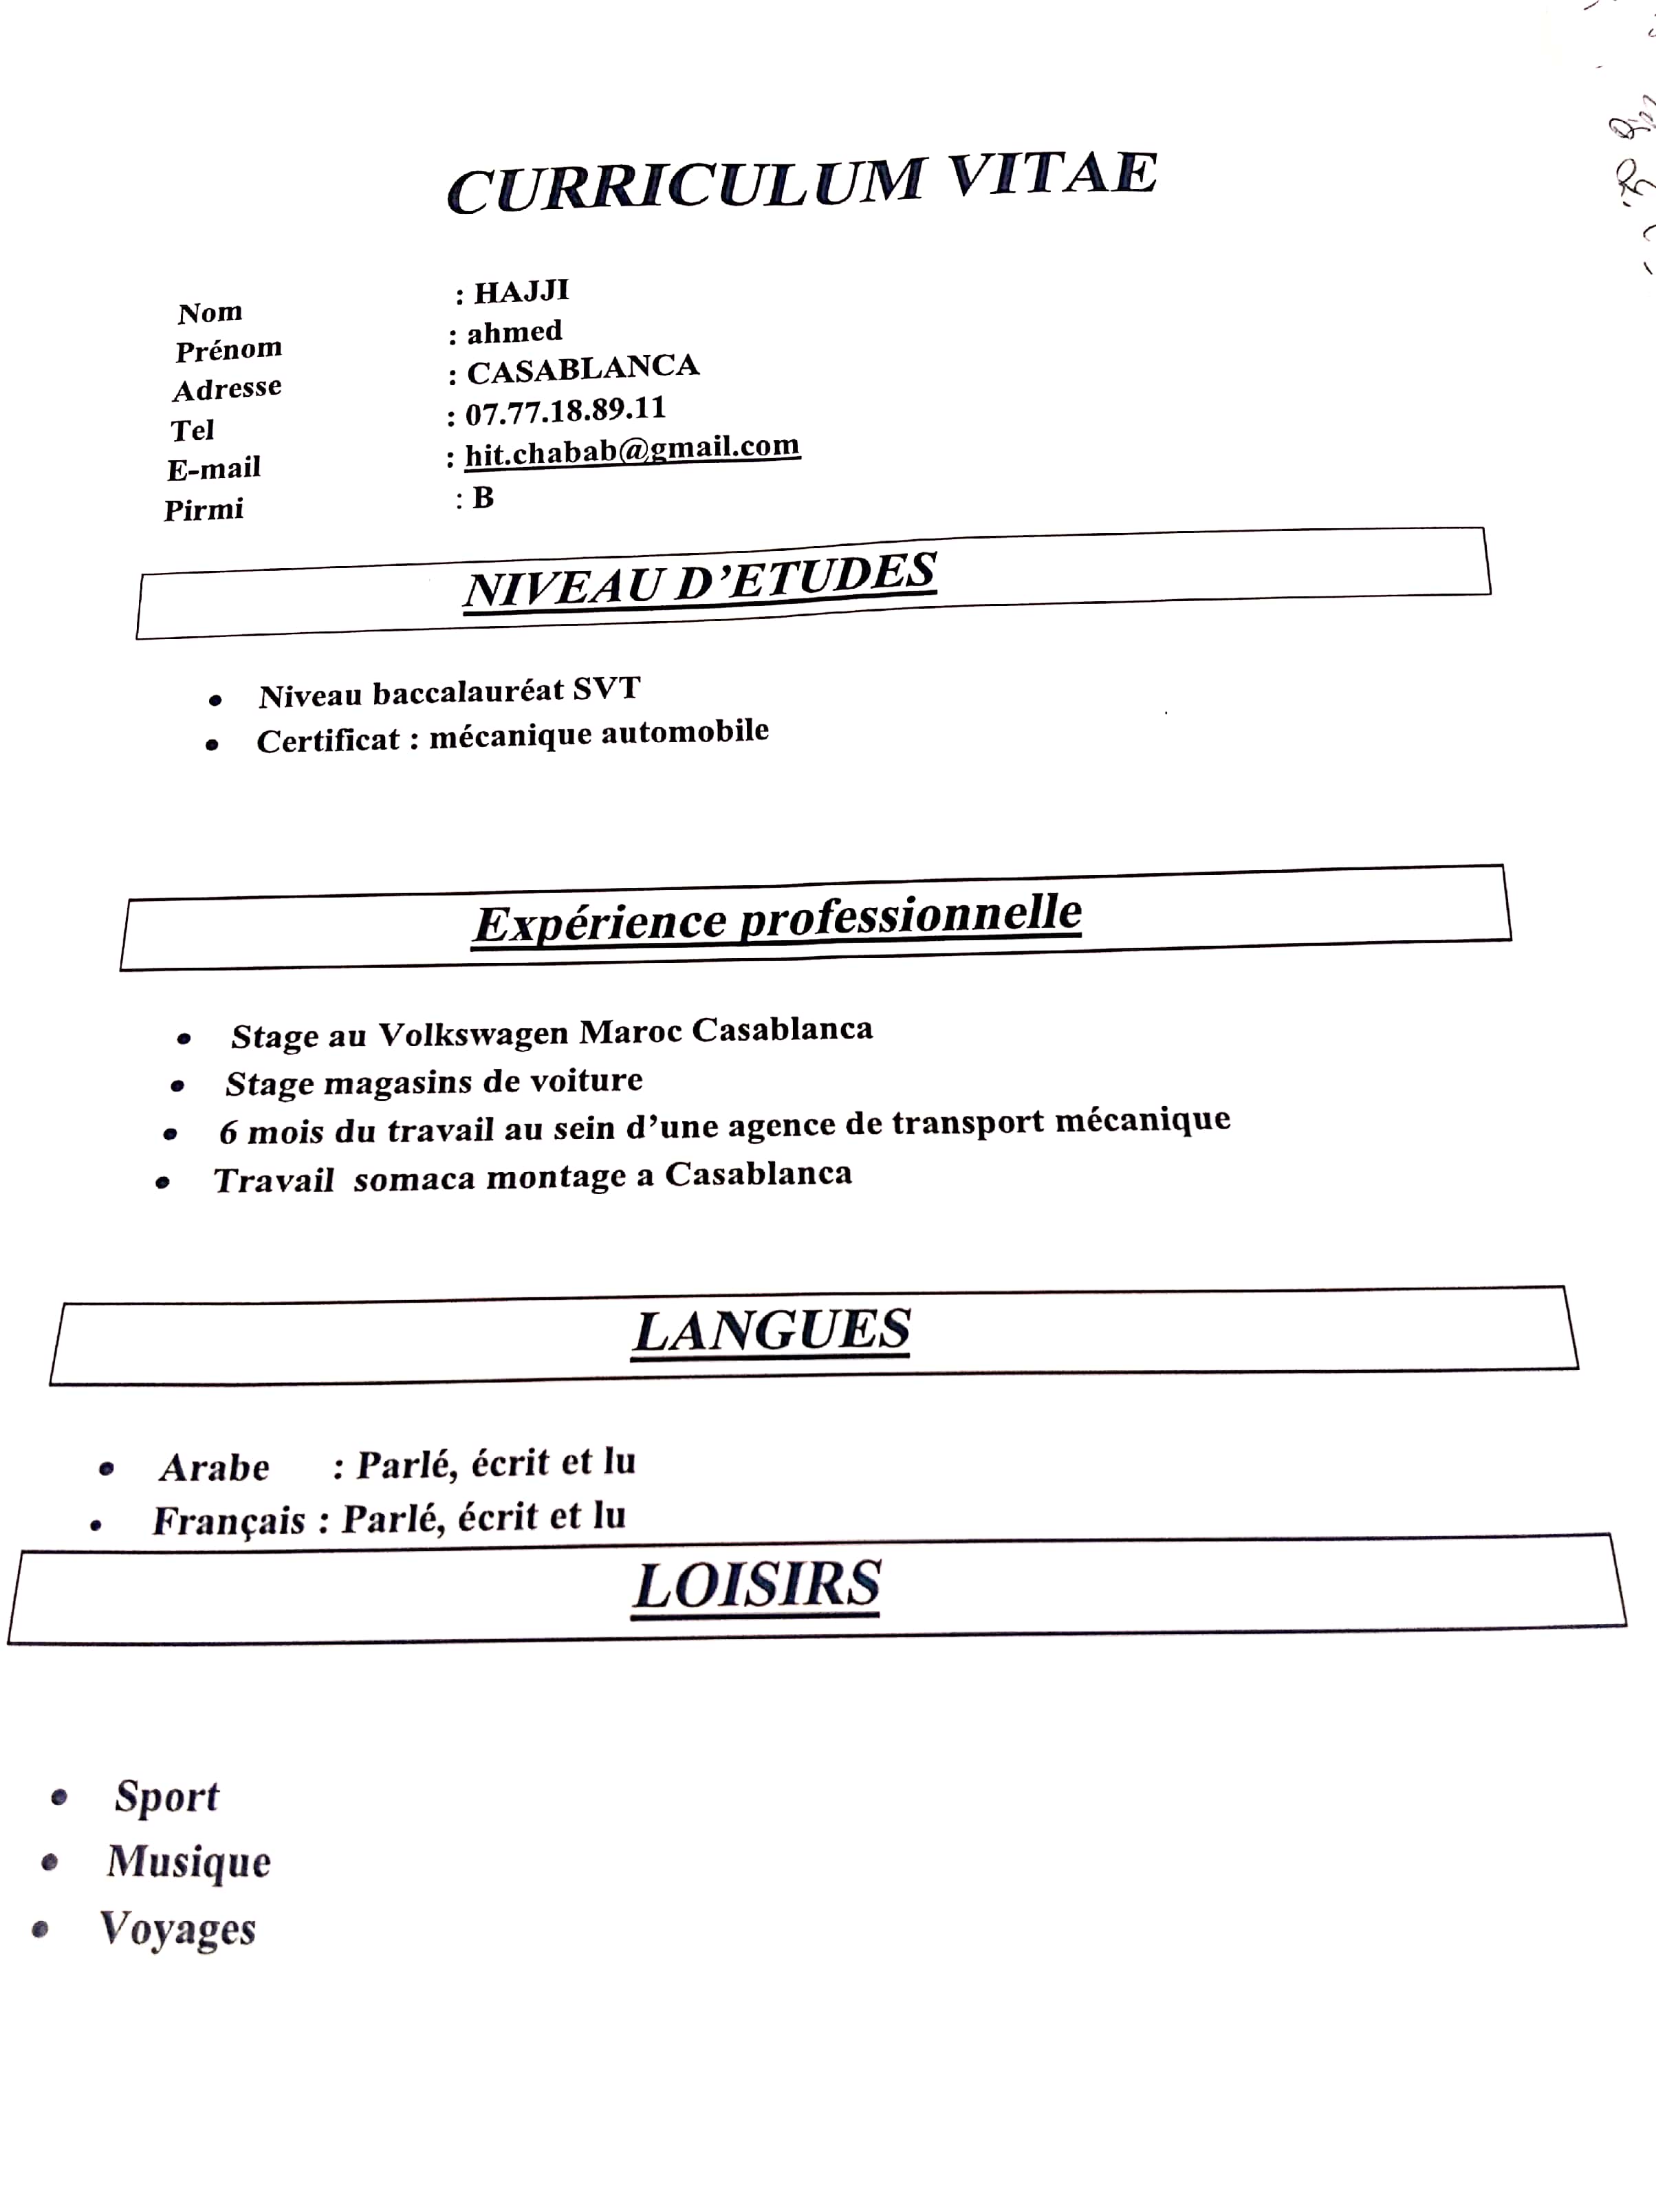 CURRICULUM VITAE
Nom : HAJJI
Prénom : ahmed
Adresse : CASABLANCA
Tel : 07.77.18.89.11
E-mail : hit.chabab@gmail.com
Pirmi : B
NIVEAU D'ETUDES
• Niveau baccalauréat SVT
• Certificat : mécanique automobile
Expérience professionnelle
• Stage au Volkswagen Maroc Casablanca
• Stage magasins de voiture
• 6 mois du travail au sein d'une agence de transport mécanique
• Travail somaca montage a Casablanca
LANGUES
• Arabe : Parlé, écrit et lu
• Français : Parlé, écrit et lu
LOISIRS
• Sport
• Musique
• Voyages